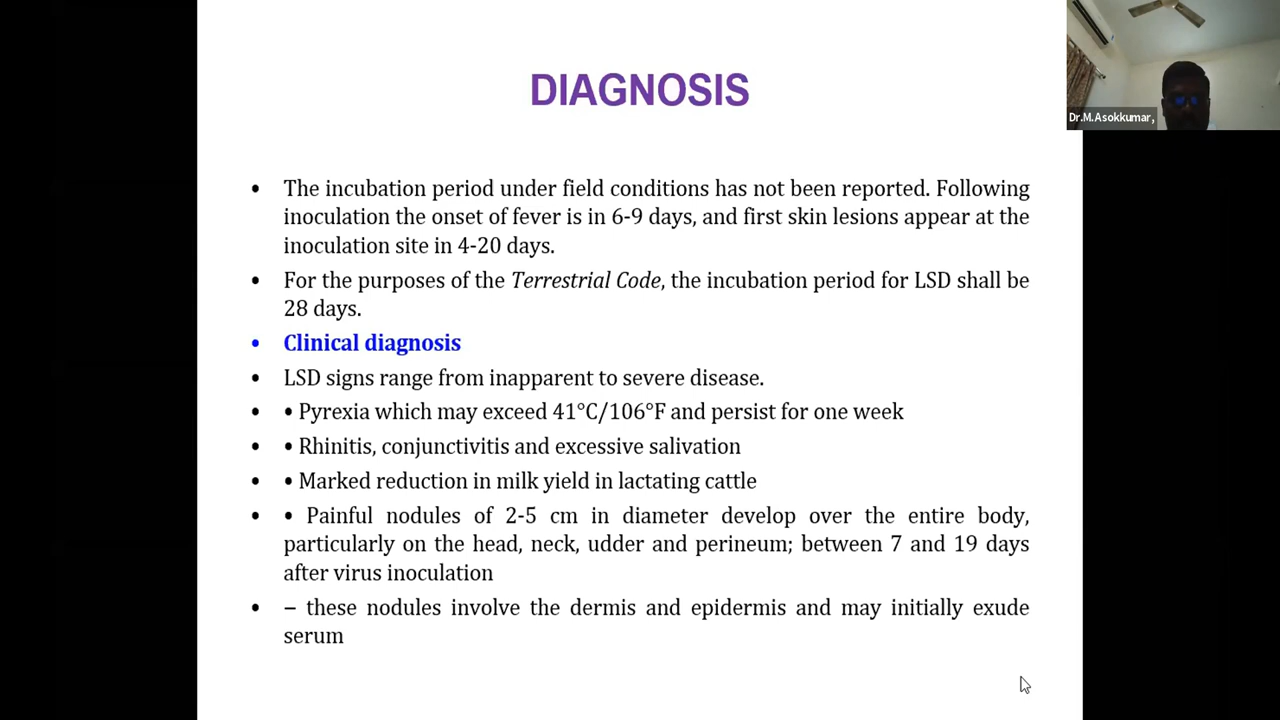 DIAGNOSIS
Dr.M.Asokkumar,
• The incubation period under field conditions has not been reported. Following
inoculation the onset of fever is in 6-9 days, and first skin lesions appear at the
inoculation site in 4-20 days.
• For the purposes of the Terrestrial Code, the incubation period for LSD shall be
28 days.
• Clinical diagnosis
• LSD signs range from inapparent to severe disease.
• • Pyrexia which may exceed 41°C/106°F and persist for one week
• • Rhinitis, conjunctivitis and excessive salivation
• • Marked reduction in milk yield in lactating cattle
• • Painful nodules of 2-5 cm in diameter develop over the entire body,
particularly on the head, neck, udder and perineum; between 7 and 19 days
after virus inoculation
• – these nodules involve the dermis and epidermis and may initially exude
serum